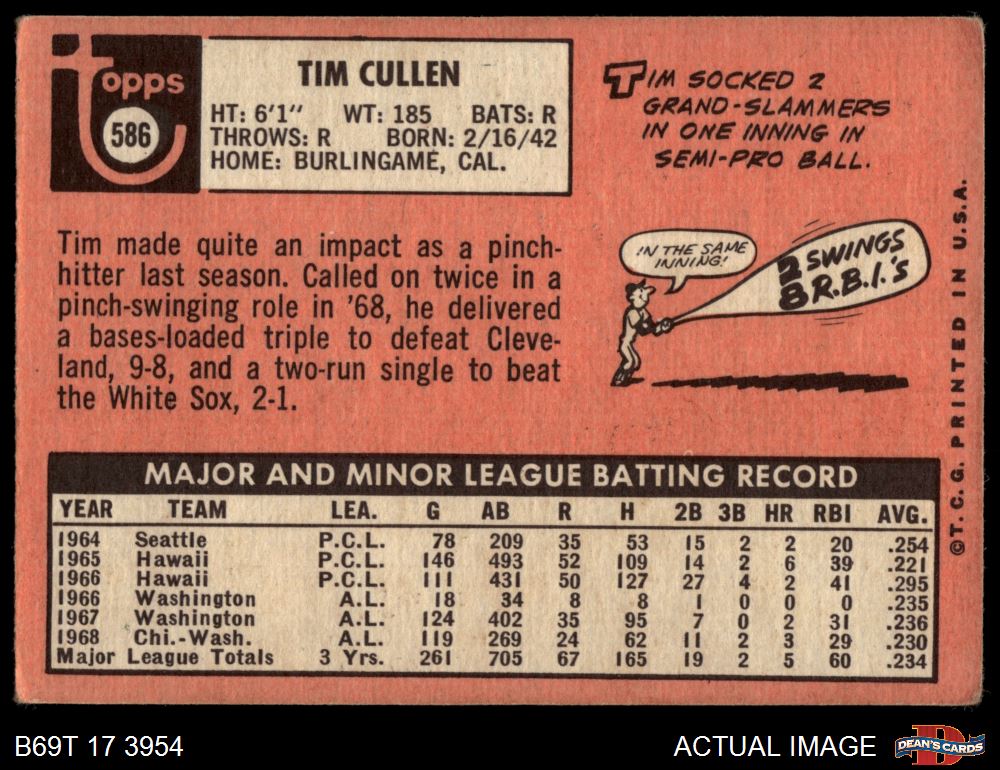 Topps
586
TIM CULLEN
HT: 6'1" WT: 185 BATS: R
THROWS: R BORN: 2/16/42
HOME: BURLINGAME, CAL.
TIM SOCKED 2
GRAND-SLAMMERS
IN ONE INNING IN
SEMI-PRO BALL.
Tim made quite an impact as a pinch-
hitter last season. Called on twice in a
pinch-swinging role in '68, he delivered
a bases-loaded triple to defeat Cleve-
land, 9-8, and a two-run single to beat
the White Sox, 2-1.
IN THE SAME
INNING!
2 SWINGS
8 R.B.I.'S
MAJOR AND MINOR LEAGUE BATTING RECORD
YEAR TEAM LEA. G AB R H 2B 3B HR RBI AVG.
1964 Seattle P.C.L. 78 209 35 53 15 2 2 20 .254
1965 Hawaii P.C.L. 146 493 52 109 14 2 6 39 .221
1966 Hawaii P.C.L. 111 431 50 127 27 4 2 41 .295
1966 Washington A.L. 18 34 8 8 1 0 0 0 .235
1967 Washington A.L. 124 402 35 95 7 0 2 31 .236
1968 Chi.-Wash. A.L. 119 269 24 62 11 2 3 29 .230
Major League Totals 3 Yrs. 261 705 67 165 19 2 5 60 .234
©T.C.G. PRINTED IN U.S.A.
B69T 17 3954
ACTUAL IMAGE
D
DEAN'S CARDS